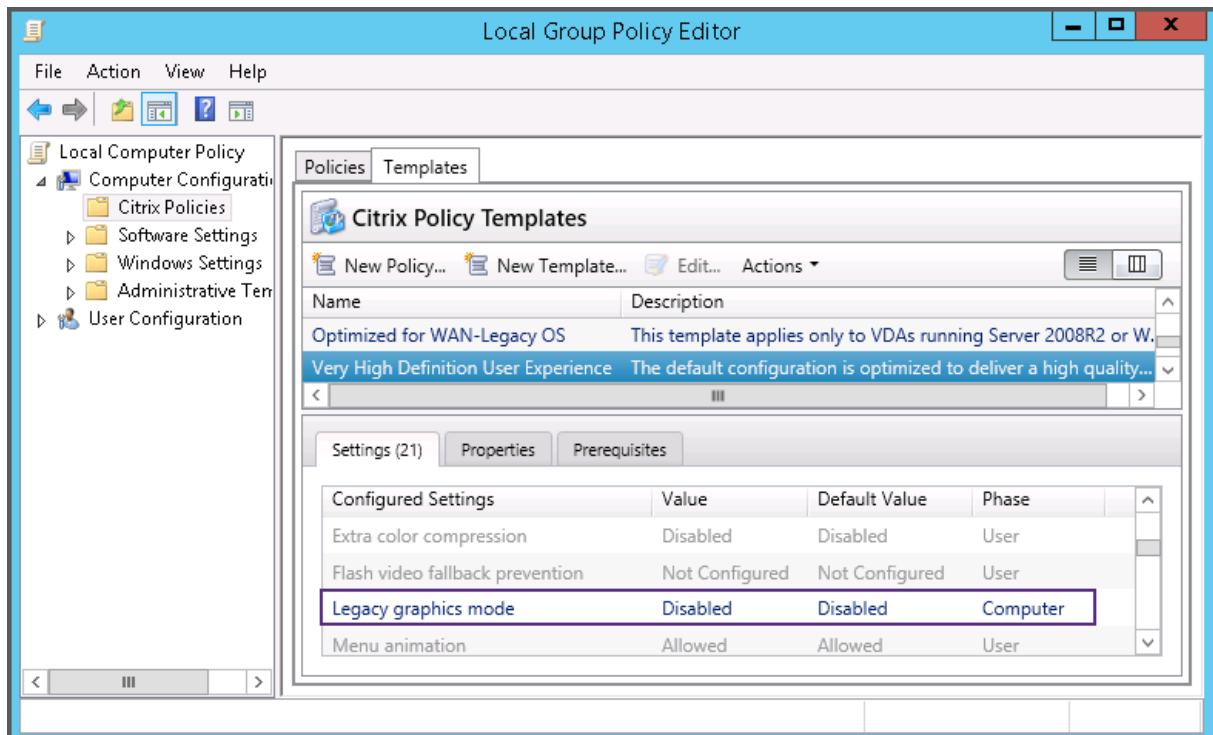 Local Group Policy Editor
File Action View Help
Local Computer Policy
Computer Configurati
Citrix Policies
Software Settings
Windows Settings
Administrative Tem
User Configuration
Policies Templates
Citrix Policy Templates
New Policy... New Template... Edit... Actions
Name Description
Optimized for WAN-Legacy OS This template applies only to VDAs running Server 2008R2 or W.
Very High Definition User Experience The default configuration is optimized to deliver a high quality...
Settings (21) Properties Prerequisites
Configured Settings Value Default Value Phase
Extra color compression Disabled Disabled User
Flash video fallback prevention Not Configured Not Configured User
Legacy graphics mode Disabled Disabled Computer
Menu animation Allowed Allowed User